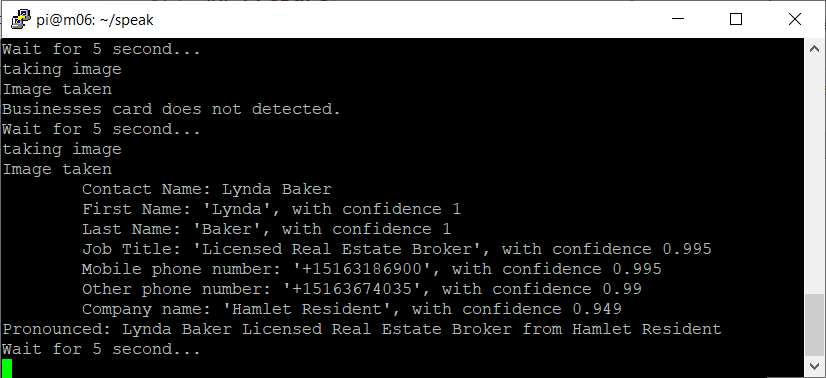 pi@m06: ~/speak
Wait for 5 second...
taking image
Image taken
Businesses card does not detected.
Wait for 5 second...
taking image
Image taken
Contact Name: Lynda Baker
First Name: 'Lynda', with confidence 1
Last Name: 'Baker', with confidence 1
Job Title: 'Licensed Real Estate Broker', with confidence 0.995
Mobile phone number: '+15163186900', with confidence 0.995
Other phone number: '+15163674035', with confidence 0.99
Company name: 'Hamlet Resident', with confidence 0.949
Pronounced: Lynda Baker Licensed Real Estate Broker from Hamlet Resident
Wait for 5 second...